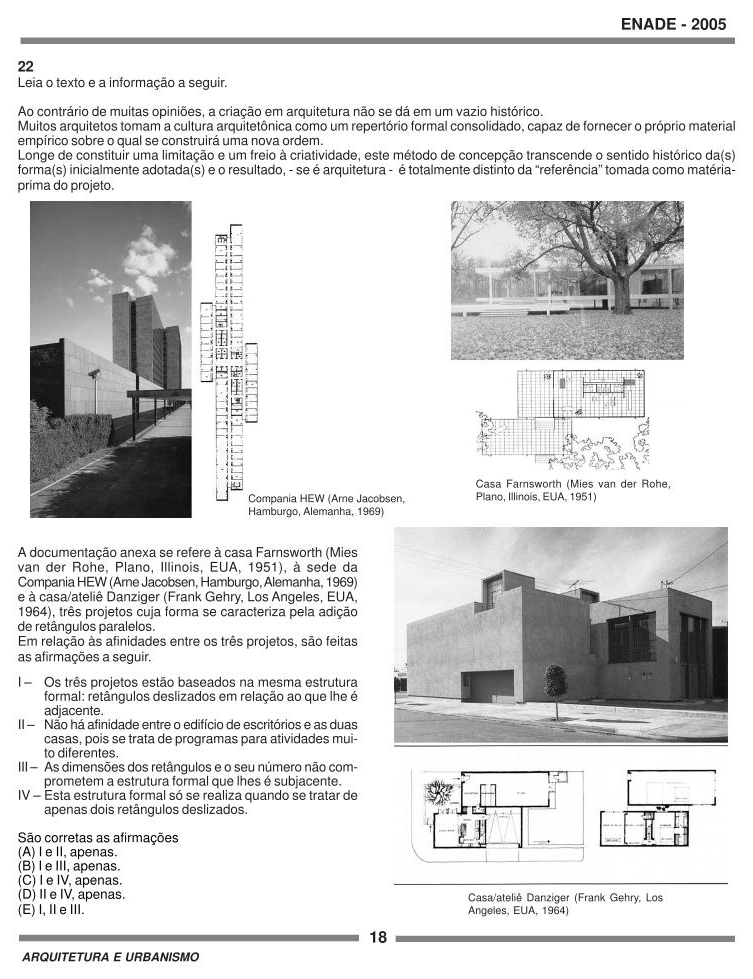 ENADE - 2005
22
Leia o texto e a informação a seguir.
Ao contrário de muitas opiniões, a criação em arquitetura não se dá em um vazio histórico.
Muitos arquitetos tomam a cultura arquitetônica como um repertório formal consolidado, capaz de fornecer o próprio material
empírico sobre o qual se construirá uma nova ordem.
Longe de constituir uma limitação e um freio à criatividade, este método de concepção transcende o sentido histórico da(s)
forma(s) inicialmente adotada(s) e o resultado, - se é arquitetura - é totalmente distinto da “referência” tomada como matéria-
prima do projeto.
Compania HEW (Arne Jacobsen,
Hamburgo, Alemanha, 1969)
Casa Farnsworth (Mies van der Rohe,
Plano, Illinois, EUA, 1951)
A documentação anexa se refere à casa Farnsworth (Mies
van der Rohe, Plano, Illinois, EUA, 1951), à sede da
Compania HEW (Arne Jacobsen, Hamburgo, Alemanha, 1969)
e à casa/ateliê Danziger (Frank Gehry, Los Angeles, EUA,
1964), três projetos cuja forma se caracteriza pela adição
de retângulos paralelos.
Em relação às afinidades entre os três projetos, são feitas
as afirmações a seguir.
I – Os três projetos estão baseados na mesma estrutura
formal: retângulos deslizados em relação ao que lhe é
adjacente.
II – Não há afinidade entre o edifício de escritórios e as duas
casas, pois se trata de programas para atividades mui-
to diferentes.
III – As dimensões dos retângulos e o seu número não com-
prometem a estrutura formal que lhes é subjacente.
IV – Esta estrutura formal só se realiza quando se tratar de
apenas dois retângulos deslizados.
São corretas as afirmações
(A) I e II, apenas.
(B) I e III, apenas.
(C) I e IV, apenas.
(D) II e IV, apenas.
(E) I, II e III.
Casa/ateliê Danziger (Frank Gehry, Los
Angeles, EUA, 1964)
18
ARQUITETURA E URBANISMO